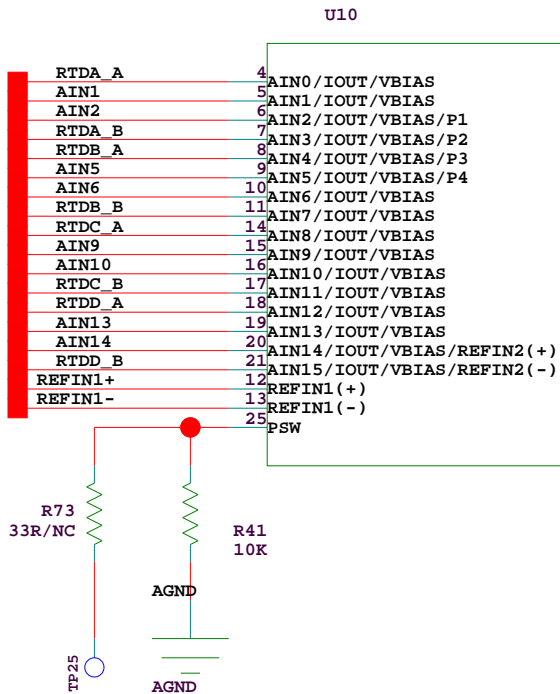 U10
RTDA_A 4 AIN0/IOUT/VBIAS
AIN1 5 AIN1/IOUT/VBIAS
AIN2 6 AIN2/IOUT/VBIAS/P1
RTDA_B 7 AIN3/IOUT/VBIAS/P2
RTDB_A 8 AIN4/IOUT/VBIAS/P3
AIN5 9 AIN5/IOUT/VBIAS/P4
AIN6 10 AIN6/IOUT/VBIAS
RTDB_B 11 AIN7/IOUT/VBIAS
RTDC_A 14 AIN8/IOUT/VBIAS
AIN9 15 AIN9/IOUT/VBIAS
AIN10 16 AIN10/IOUT/VBIAS
RTDC_B 17 AIN11/IOUT/VBIAS
RTDD_A 18 AIN12/IOUT/VBIAS
AIN13 19 AIN13/IOUT/VBIAS
AIN14 20 AIN14/IOUT/VBIAS/REFIN2(+)
RTDD_B 21 AIN15/IOUT/VBIAS/REFIN2(-)
REFIN1+ 12 REFIN1(+)
REFIN1- 13 REFIN1(-)
25 PSW
R73
33R/NC
R41
10K
AGND
TP25
AGND